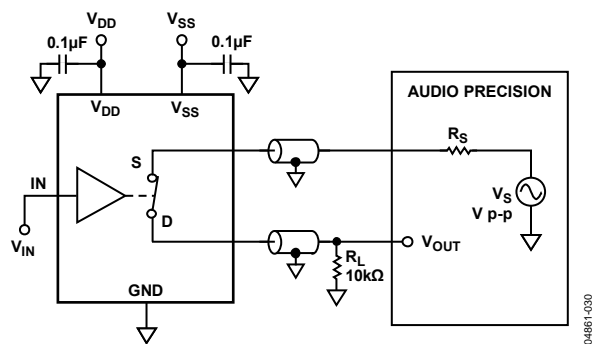 VDD
VSS
0.1µF
0.1µF
VDD
VSS
AUDIO PRECISION
RS
S
IN
VS
V p-p
D
VIN
VOUT
RL
10kΩ
GND
04861-030